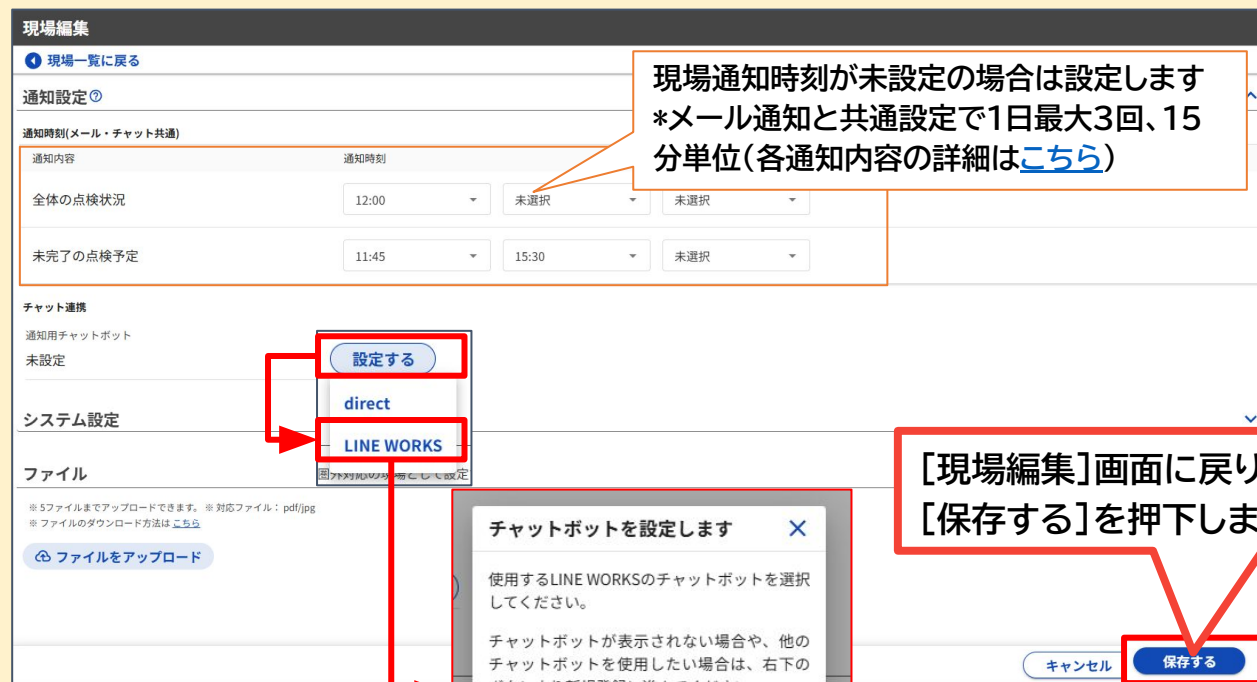 現場編集
現場一覧に戻る
通知設定
現場通知時刻が未設定の場合は設定します
*メール通知と共通設定で1日最大3回、15
分単位(各通知内容の詳細はこちら)
通知時刻(メール・チャット共通)
通知内容 通知時刻
全体の点検状況 12:00 未選択 未選択
未完了の点検予定 11:45 15:30 未選択
チャット連携
通知用チャットボット
未設定 設定する
direct
LINE WORKS
システム設定
ファイル
圏外対応の現場として設定
※ 5ファイルまでアップロードできます。 ※ 対応ファイル: pdf/jpg
※ ファイルのダウンロード方法は こちら
ファイルをアップロード
[現場編集]画面に戻り
[保存する]を押下しま
チャットボットを設定します
使用するLINE WORKSのチャットボットを選択
してください。
チャットボットが表示されない場合や、他の
チャットボットを使用したい場合は、右下の
キャンセル 保存する